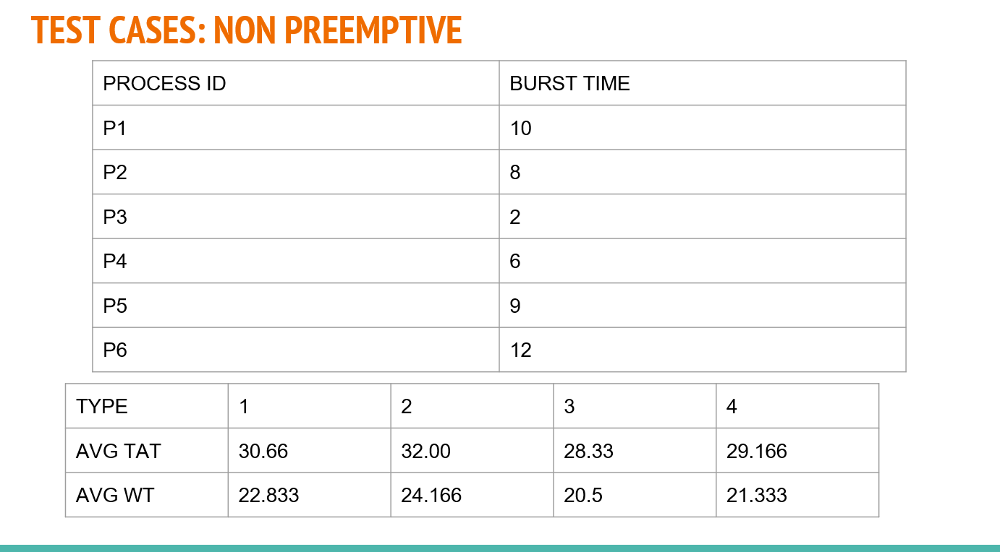 TEST CASES: NON PREEMPTIVE
PROCESS ID BURST TIME
P1 10
P2 8
P3 2
P4 6
P5 9
P6 12
TYPE 1 2 3 4
AVG TAT 30.66 32.00 28.33 29.166
AVG WT 22.833 24.166 20.5 21.333